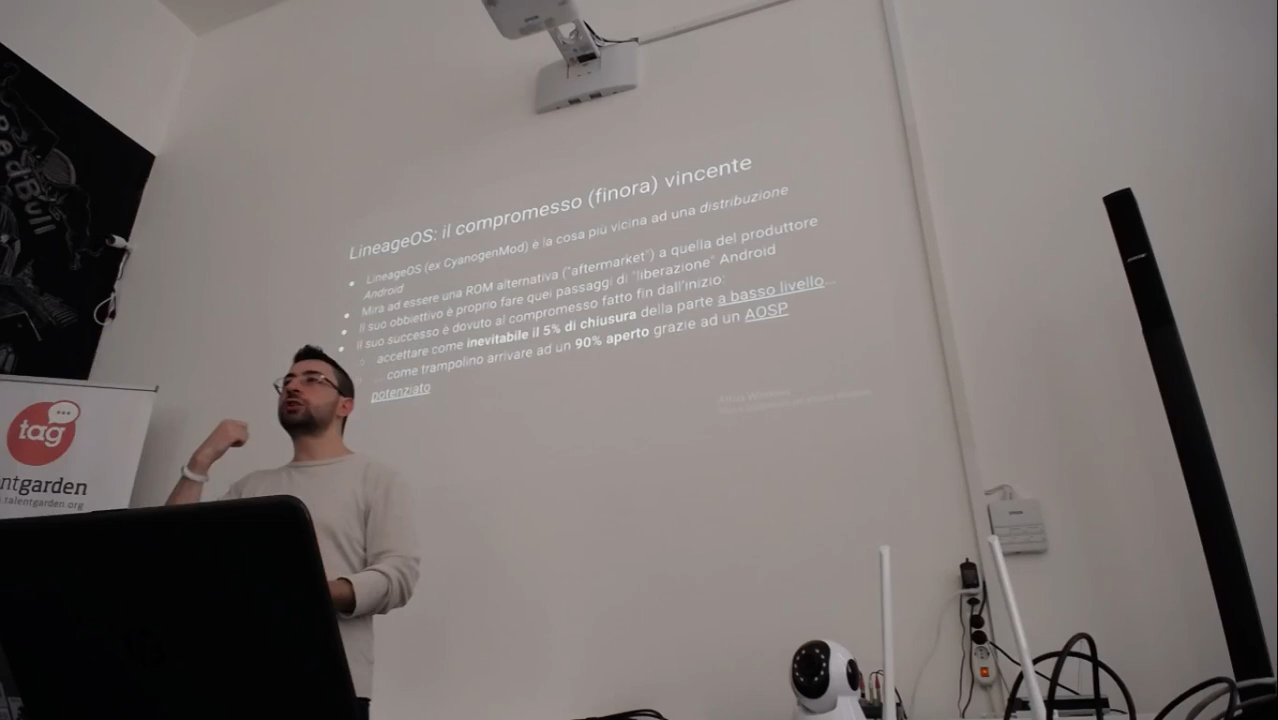 RedBull
LineageOS: il compromesso (finora) vincente
LineageOS (ex CyanogenMod) è la cosa più vicina ad una distribuzione
Android
Mira ad essere una ROM alternativa ("aftermarket") a quella del produttore
Il suo obbiettivo è proprio fare quei passaggi di "liberazione" Android
Il suo successo è dovuto al compromesso fatto fin dall'inizio:
accettare come inevitabile il 5% di chiusura della parte a basso livello...
...come trampolino arrivare ad un 90% aperto grazie ad un AOSP
potenziato
tag
ntgarden
talentgarden.org
EPSON